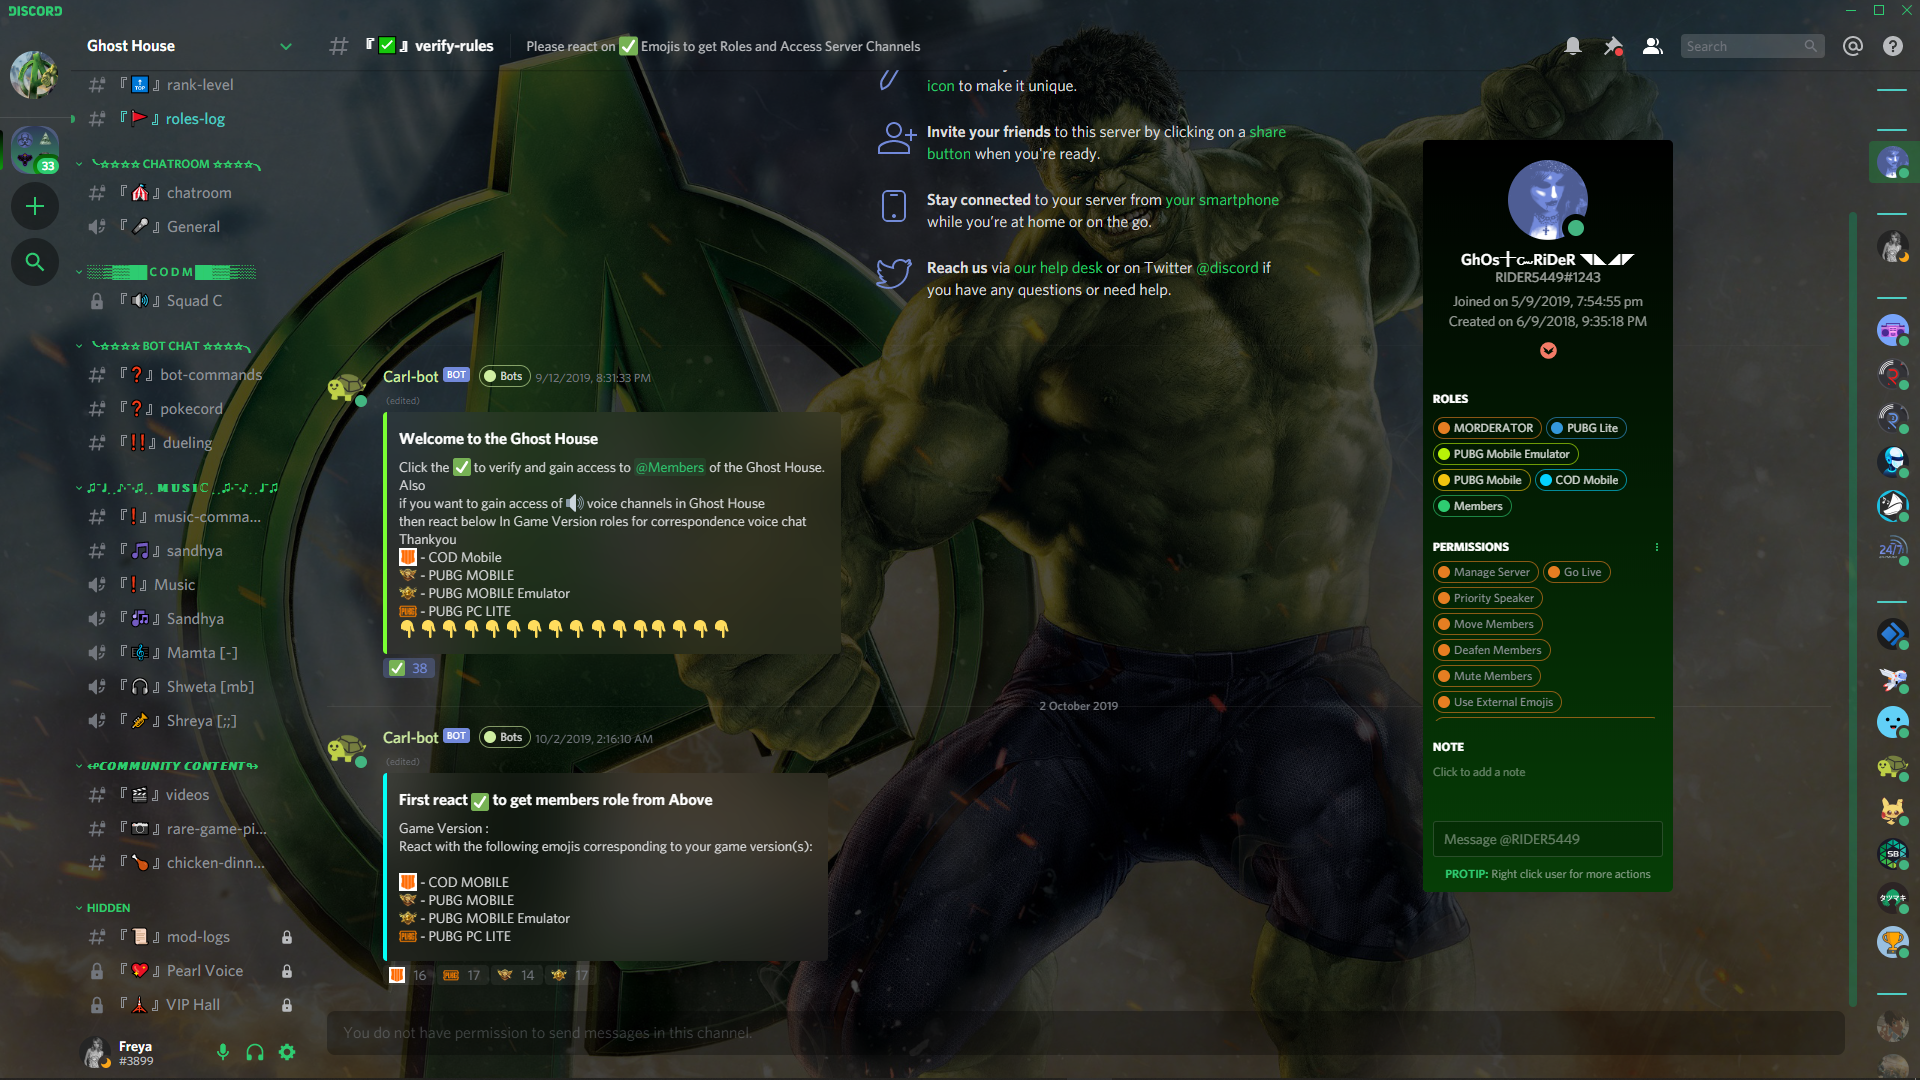 DISCORD
Ghost House
『✅』 verify-rules
Please react on ✅ Emojis to get Roles and Access Server Channels
Search
33
『🔝』 rank-level
『🚩』 roles-log
╰☆☆☆☆ CHATROOM ☆☆☆☆╮
『🎪』 chatroom
『🎤』 General
░▒▓█ C O D M █▓▒░
『🔊』 Squad C
╰☆☆☆☆ BOT CHAT ☆☆☆☆╮
『❓』 bot-commands
『❓』 pokecord
『‼️』 dueling
MUSIC
『❗』 music-comma...
『🎵』 sandhya
『❗』 Music
『🎶』 Sandhya
『🎼』 Mamta [-]
『🎧』 Shweta [mb]
『🎺』 Shreya [;;]
↫COMMUNITY CONTENT↬
『🎬』 videos
『📷』 rare-game-pi...
『🍗』 chicken-dinn...
HIDDEN
『📜』 mod-logs
『💖』 Pearl Voice
『🗼』 VIP Hall
Freya
#3899
icon to make it unique.
Invite your friends to this server by clicking on a share
button when you're ready.
Stay connected to your server from your smartphone
while you're at home or on the go.
Reach us via our help desk or on Twitter @discord if
you have any questions or need help.
Carl-bot BOT Bots 9/12/2019, 8:31:33 PM
(edited)
Welcome to the Ghost House
Click the ✅ to verify and gain access to @Members of the Ghost House.
Also
if you want to gain access of 🔊 voice channels in Ghost House
then react below In Game Version roles for correspondence voice chat
Thankyou
- COD Mobile
- PUBG MOBILE
- PUBG MOBILE Emulator
- PUBG PC LITE
👇👇👇👇👇👇👇👇👇👇👇👇👇👇👇👇
✅ 38
2 October 2019
Carl-bot BOT Bots 10/2/2019, 2:16:10 AM
(edited)
First react ✅ to get members role from Above
Game Version :
React with the following emojis corresponding to your game version(s):
- COD MOBILE
- PUBG MOBILE
- PUBG MOBILE Emulator
- PUBG PC LITE
16 17 14 17
You do not have permission to send messages in this channel.
RIDER5449#1243
Joined on 5/9/2019, 7:54:55 pm
Created on 6/9/2018, 9:35:18 PM
ROLES
MORDERATOR PUBG Lite
PUBG Mobile Emulator
PUBG Mobile COD Mobile
Members
PERMISSIONS
Manage Server Go Live
Priority Speaker
Move Members
Deafen Members
Mute Members
Use External Emojis
NOTE
Click to add a note
Message @RIDER5449
PROTIP: Right click user for more actions
24/7
SB
タツマキ